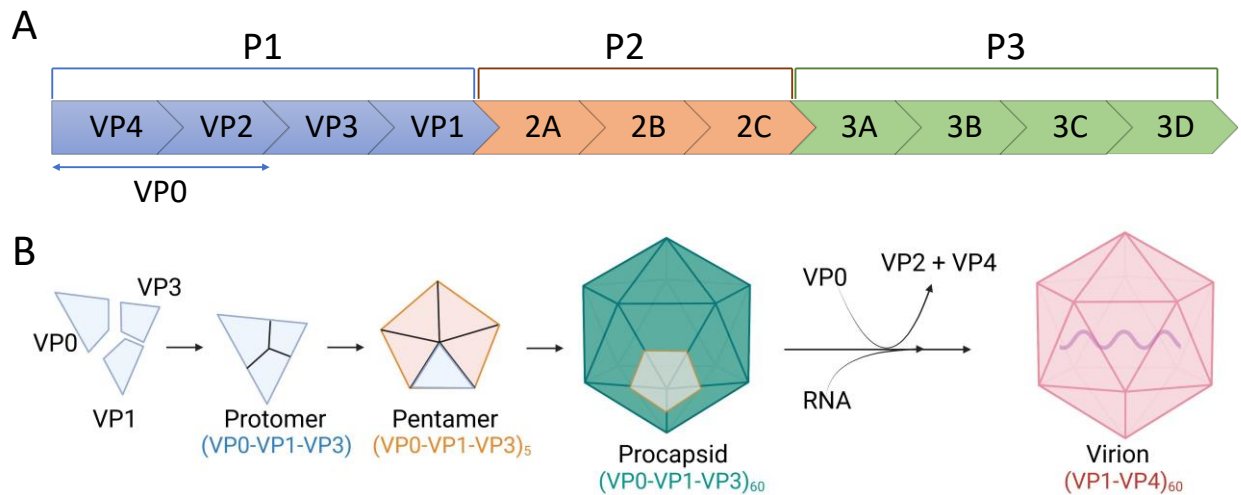 A
P1 P2 P3
VP4 VP2 VP3 VP1 2A 2B 2C 3A 3B 3C 3D
VP0
B
VP0
VP3
VP1
Protomer
(VP0-VP1-VP3)
Pentamer
(VP0-VP1-VP3)5
Procapsid
(VP0-VP1-VP3)60
VP0
VP2 + VP4
RNA
Virion
(VP1-VP4)60